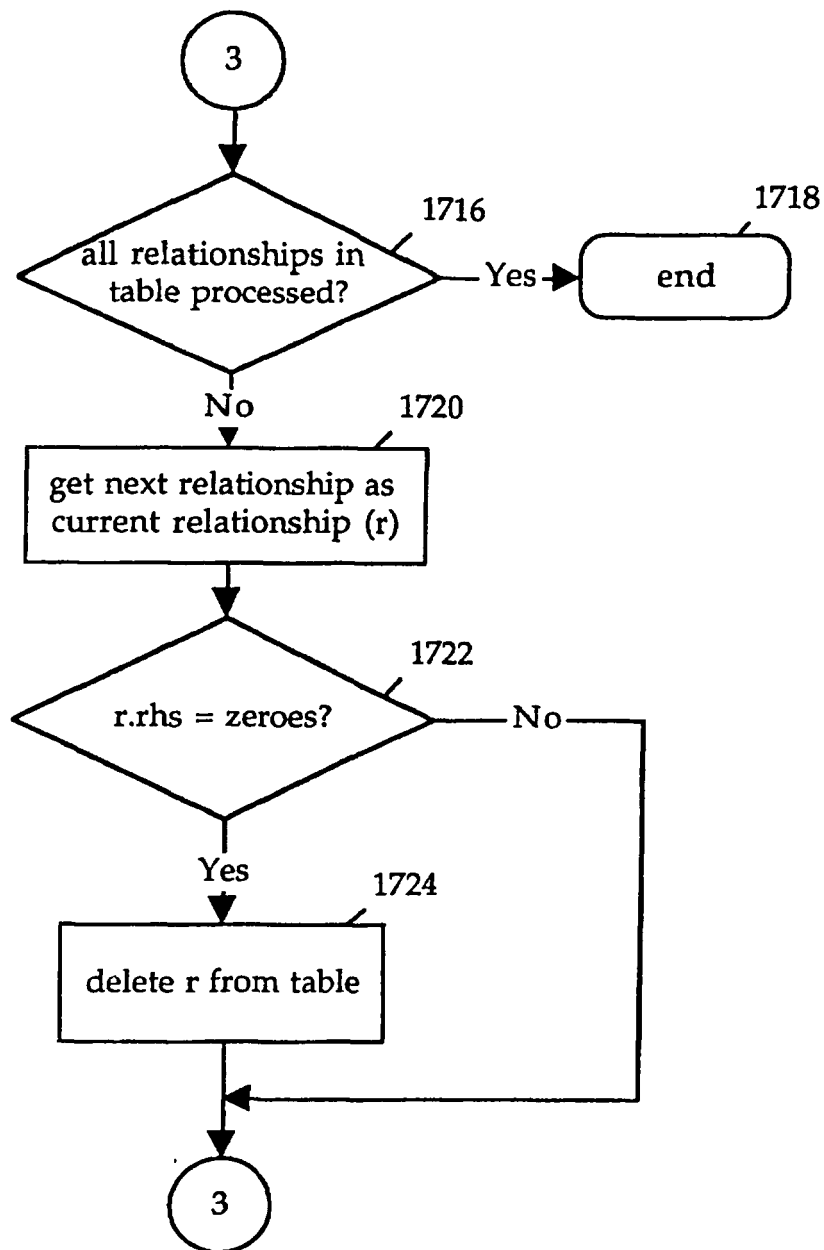 3
1716
1718
all relationships in
table processed?
Yes
end
No
1720
get next relationship as
current relationship (r)
1722
r.rhs = zeroes?
No
Yes
1724
delete r from table
3